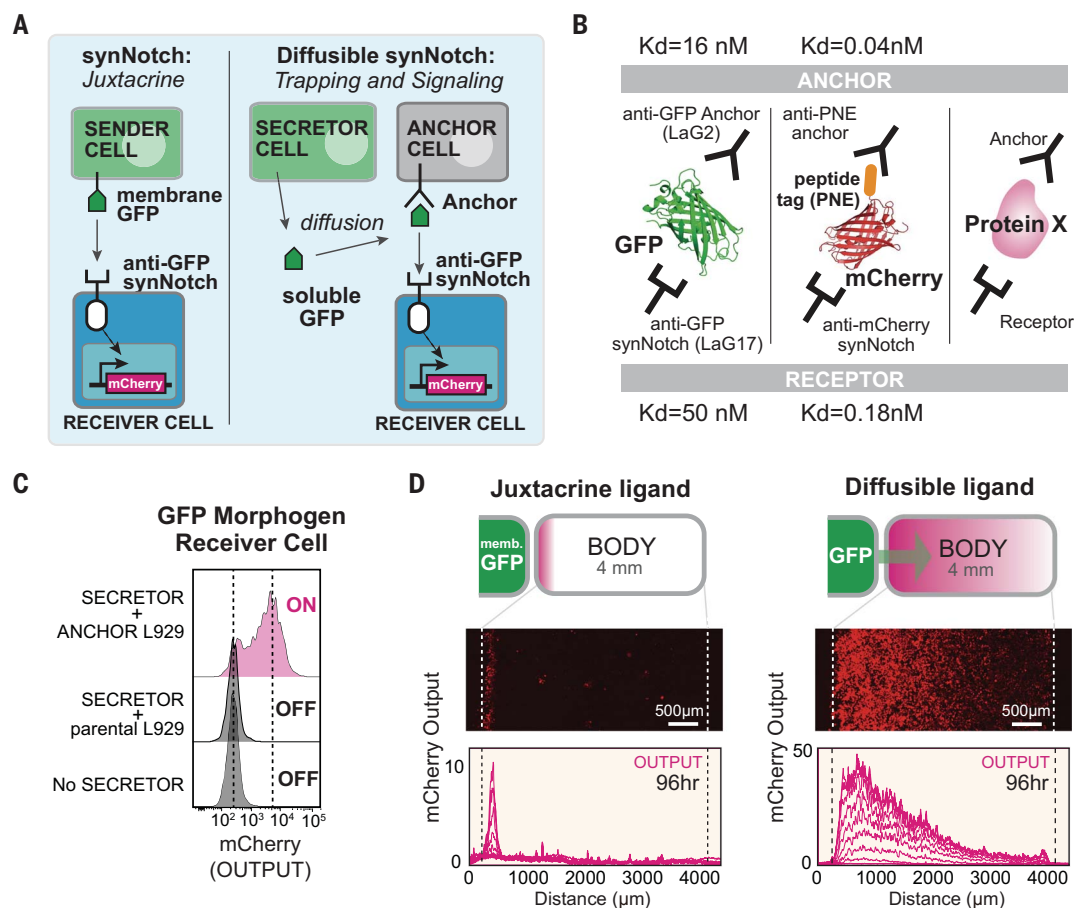 A
synNotch:
Juxtacrine
SENDER
CELL
membrane
GFP
anti-GFP
synNotch
mCherry
RECEIVER CELL
Diffusible synNotch:
Trapping and Signaling
SECRETOR
CELL
ANCHOR
CELL
Anchor
diffusion
soluble
GFP
anti-GFP
synNotch
mCherry
RECEIVER CELL
B
Kd=16 nM
Kd=0.04nM
ANCHOR
anti-GFP Anchor
(LaG2)
GFP
anti-GFP
synNotch (LaG17)
anti-PNE
anchor
peptide
tag (PNE)
mCherry
anti-mCherry
synNotch
Anchor
Protein X
Receptor
RECEPTOR
Kd=50 nM
Kd=0.18nM
C
GFP Morphogen
Receiver Cell
SECRETOR
+
ANCHOR L929
ON
SECRETOR
+
parental L929
OFF
No SECRETOR
OFF
10² 10³ 10⁴ 10⁵
mCherry
(OUTPUT)
D
Juxtacrine ligand
memb.
GFP
BODY
4 mm
500µm
mCherry Output
10
0
OUTPUT
96hr
0 1000 2000 3000 4000
Distance (µm)
Diffusible ligand
GFP
BODY
4 mm
500µm
mCherry Output
50
0
OUTPUT
96hr
0 1000 2000 3000 4000
Distance (µm)